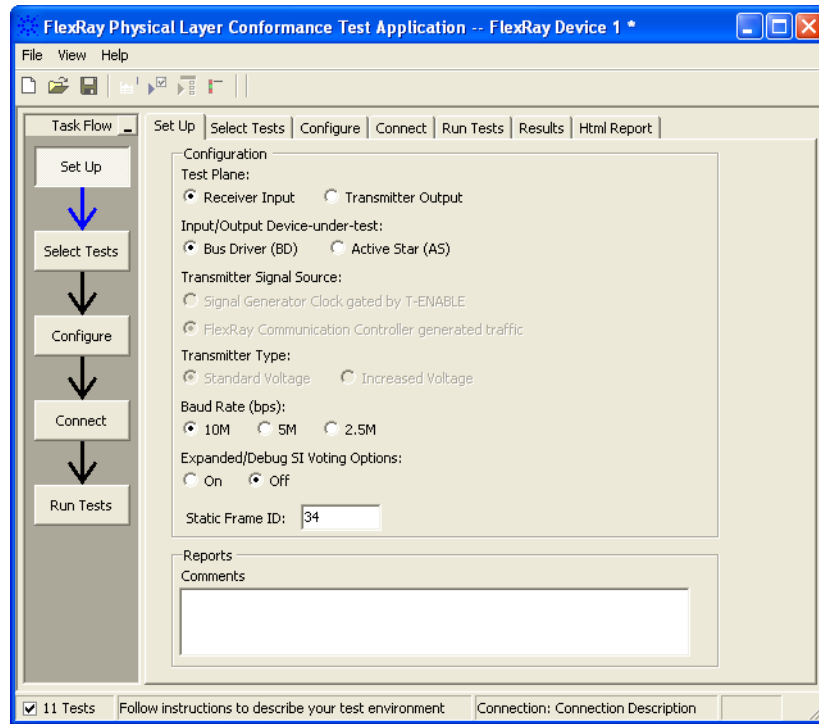 FlexRay Physical Layer Conformance Test Application -- FlexRay Device 1 *
File View Help
Task Flow
Set Up
Select Tests
Configure
Connect
Run Tests
Set Up Select Tests Configure Connect Run Tests Results Html Report
Configuration
Test Plane:
Receiver Input Transmitter Output
Input/Output Device-under-test:
Bus Driver (BD) Active Star (AS)
Transmitter Signal Source:
Signal Generator Clock gated by T-ENABLE
FlexRay Communication Controller generated traffic
Transmitter Type:
Standard Voltage Increased Voltage
Baud Rate (bps):
10M 5M 2.5M
Expanded/Debug SI Voting Options:
On Off
Static Frame ID: 34
Reports
Comments
11 Tests Follow instructions to describe your test environment Connection: Connection Description